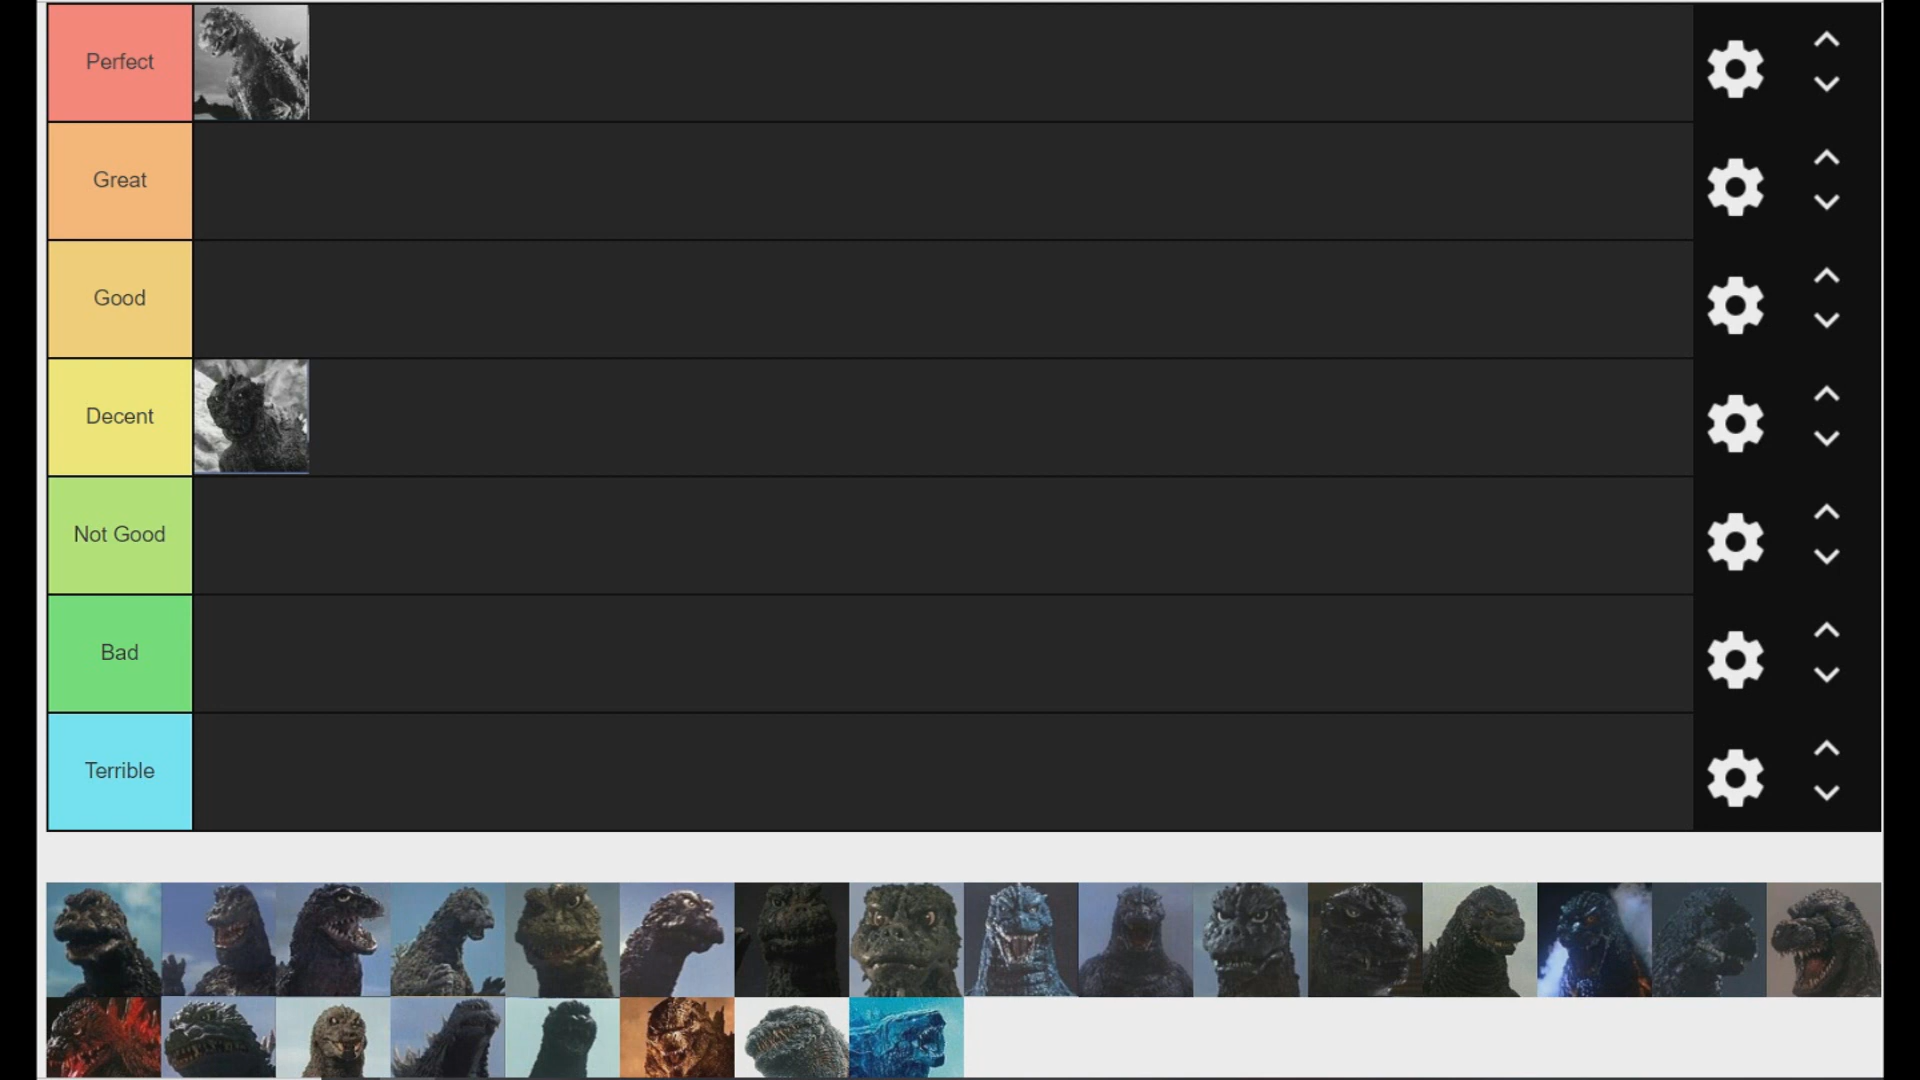 Perfect
Great
Good
Decent
Not Good
Bad
Terrible